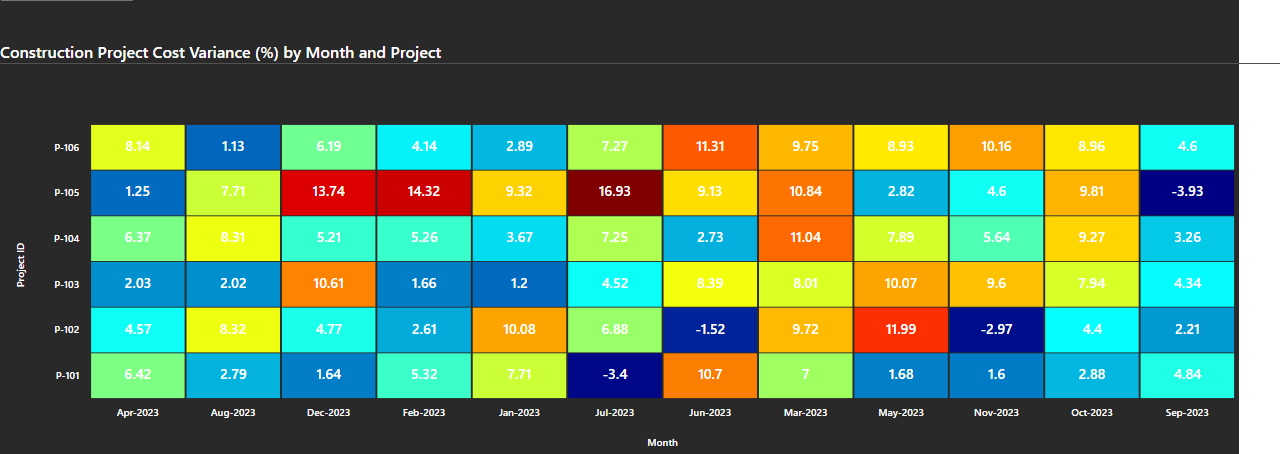 Construction Project Cost Variance (%) by Month and Project
P-106 8.14 1.13 6.19 4.14 2.89 7.27 11.31 9.75 8.93 10.16 8.96 4.6
P-105 1.25 7.71 13.74 14.32 9.32 16.93 9.13 10.84 2.82 4.6 9.81 -3.93
P-104 6.37 8.31 5.21 5.26 3.67 7.25 2.73 11.04 7.89 5.64 9.27 3.26
Project ID
P-103 2.03 2.02 10.61 1.66 1.2 4.52 8.39 8.01 10.07 9.6 7.94 4.34
P-102 4.57 8.32 4.77 2.61 10.08 6.88 -1.52 9.72 11.99 -2.97 4.4 2.21
P-101 6.42 2.79 1.64 5.32 7.71 -3.4 10.7 7 1.68 1.6 2.88 4.84
Apr-2023 Aug-2023 Dec-2023 Feb-2023 Jan-2023 Jul-2023 Jun-2023 Mar-2023 May-2023 Nov-2023 Oct-2023 Sep-2023
Month